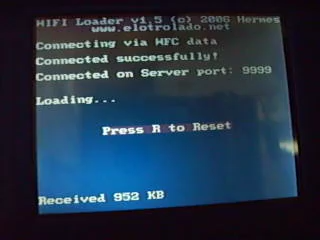 WIFI Loader v1.5 (c) 2006 Hermes
www.elotrolado.net
Connecting via WFC data
Connected successfully!
Connected on Server port: 9999
Loading...
Press R to Reset
Received 952 KB